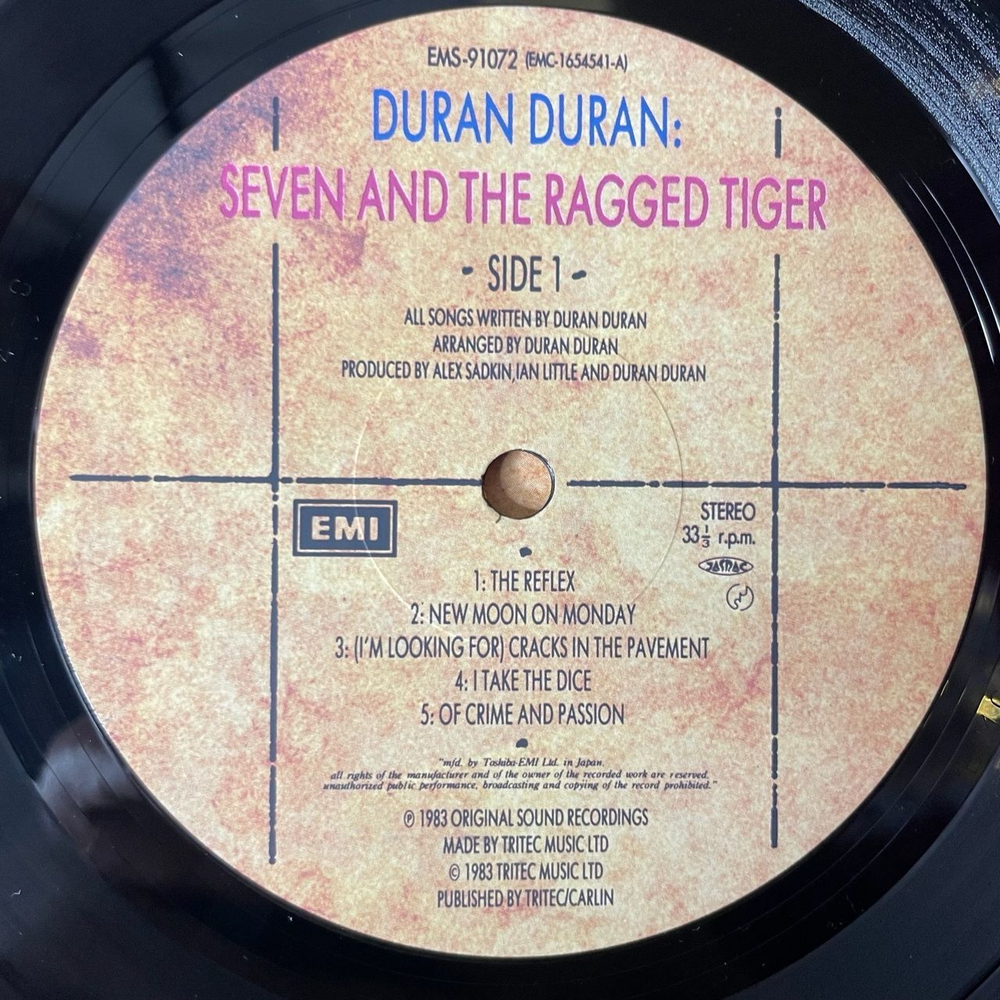 EMS-91072 (EMC-1654541-A)
DURAN DURAN:
SEVEN AND THE RAGGED TIGER
- SIDE 1 -
ALL SONGS WRITTEN BY DURAN DURAN
ARRANGED BY DURAN DURAN
PRODUCED BY ALEX SADKIN,IAN LITTLE AND DURAN DURAN
EMI
STEREO
33⅓ r.p.m.
JASRAC
1: THE REFLEX
2: NEW MOON ON MONDAY
3: (I'M LOOKING FOR) CRACKS IN THE PAVEMENT
4: I TAKE THE DICE
5: OF CRIME AND PASSION
"mfd. by Toshiba-EMI Ltd. in Japan.
all rights of the manufacturer and of the owner of the recorded work are reserved.
unauthorized public performance, broadcasting and copying of the record prohibited."
℗ 1983 ORIGINAL SOUND RECORDINGS
MADE BY TRITEC MUSIC LTD
© 1983 TRITEC MUSIC LTD
PUBLISHED BY TRITEC/CARLIN